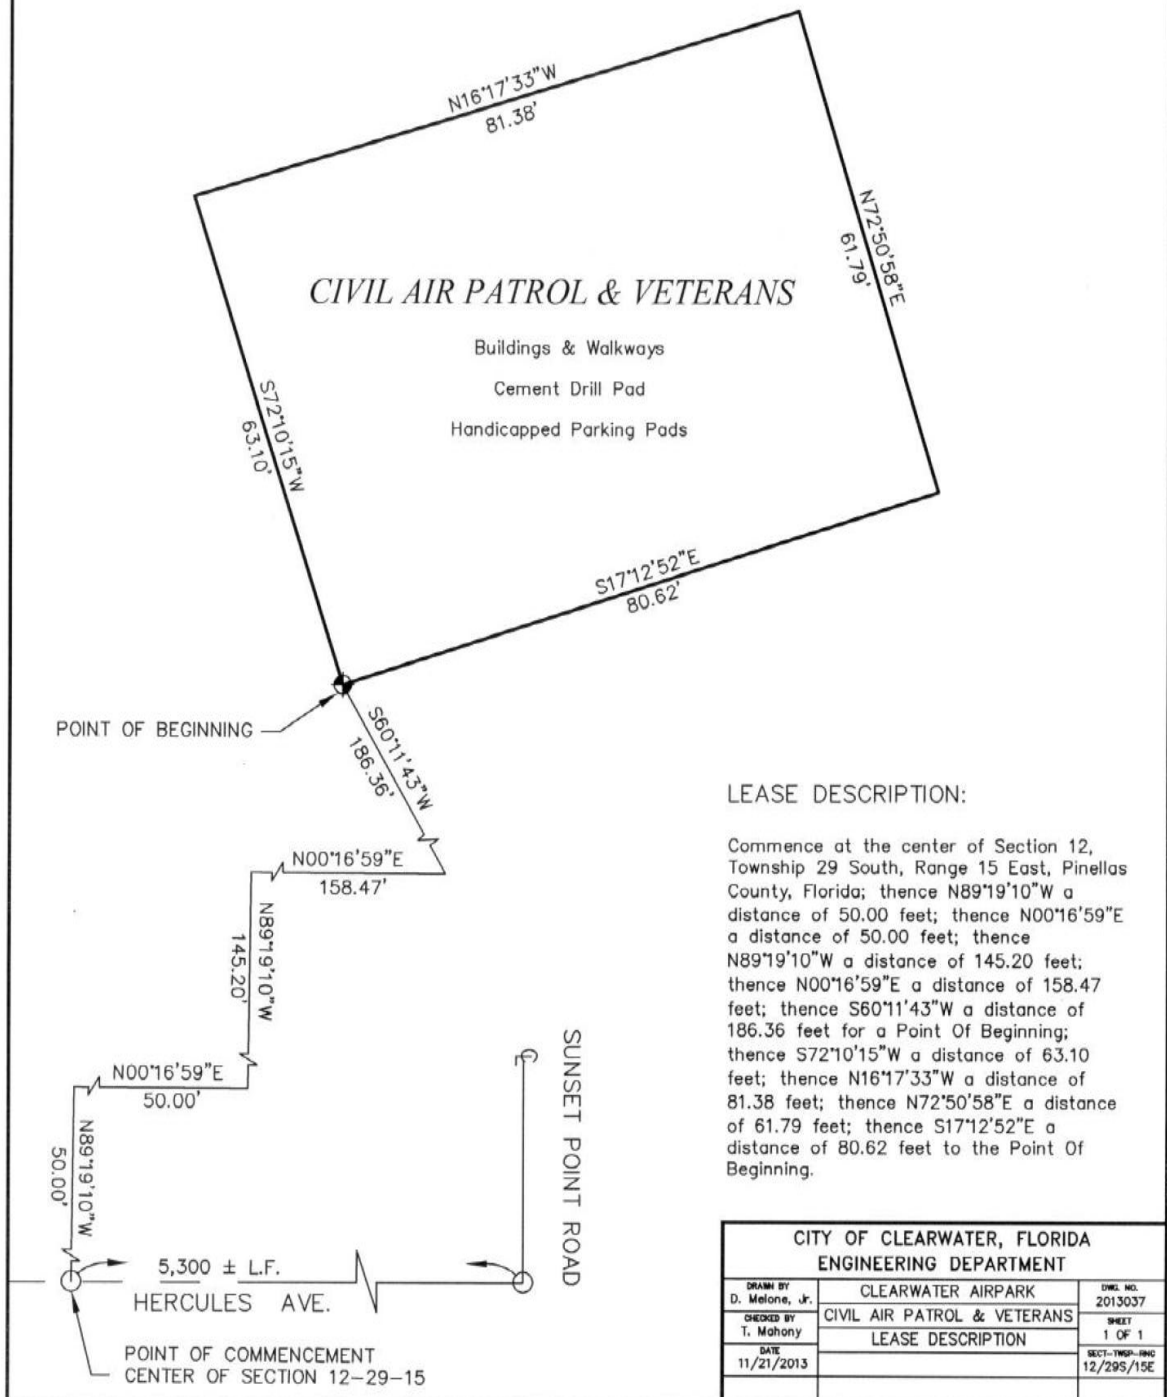 N16°17'33"W
81.38'
N72°50'58"E
61.79'
CIVIL AIR PATROL & VETERANS
Buildings & Walkways
Cement Drill Pad
Handicapped Parking Pads
S72°10'15"W
63.10'
S17°12'52"E
80.62'
POINT OF BEGINNING
S60°11'43"W
186.36'
N00°16'59"E
158.47'
N89°19'10"W
145.20'
N00°16'59"E
50.00'
N89°19'10"W
50.00'
SUNSET POINT ROAD
5,300 ± L.F.
HERCULES AVE.
POINT OF COMMENCEMENT
CENTER OF SECTION 12-29-15
LEASE DESCRIPTION:
Commence at the center of Section 12,
Township 29 South, Range 15 East, Pinellas
County, Florida; thence N89°19'10"W a
distance of 50.00 feet; thence N00°16'59"E
a distance of 50.00 feet; thence
N89°19'10"W a distance of 145.20 feet;
thence N00°16'59"E a distance of 158.47
feet; thence S60°11'43"W a distance of
186.36 feet for a Point Of Beginning;
thence S72°10'15"W a distance of 63.10
feet; thence N16°17'33"W a distance of
81.38 feet; thence N72°50'58"E a distance
of 61.79 feet; thence S17°12'52"E a
distance of 80.62 feet to the Point Of
Beginning.
CITY OF CLEARWATER, FLORIDA
ENGINEERING DEPARTMENT
DRAWN BY
D. Melone, Jr.
CHECKED BY
T. Mahony
DATE
11/21/2013
CLEARWATER AIRPARK
CIVIL AIR PATROL & VETERANS
LEASE DESCRIPTION
DWG. NO.
2013037
SHEET
1 OF 1
SECT-TWSP-RNG
12/29S/15E